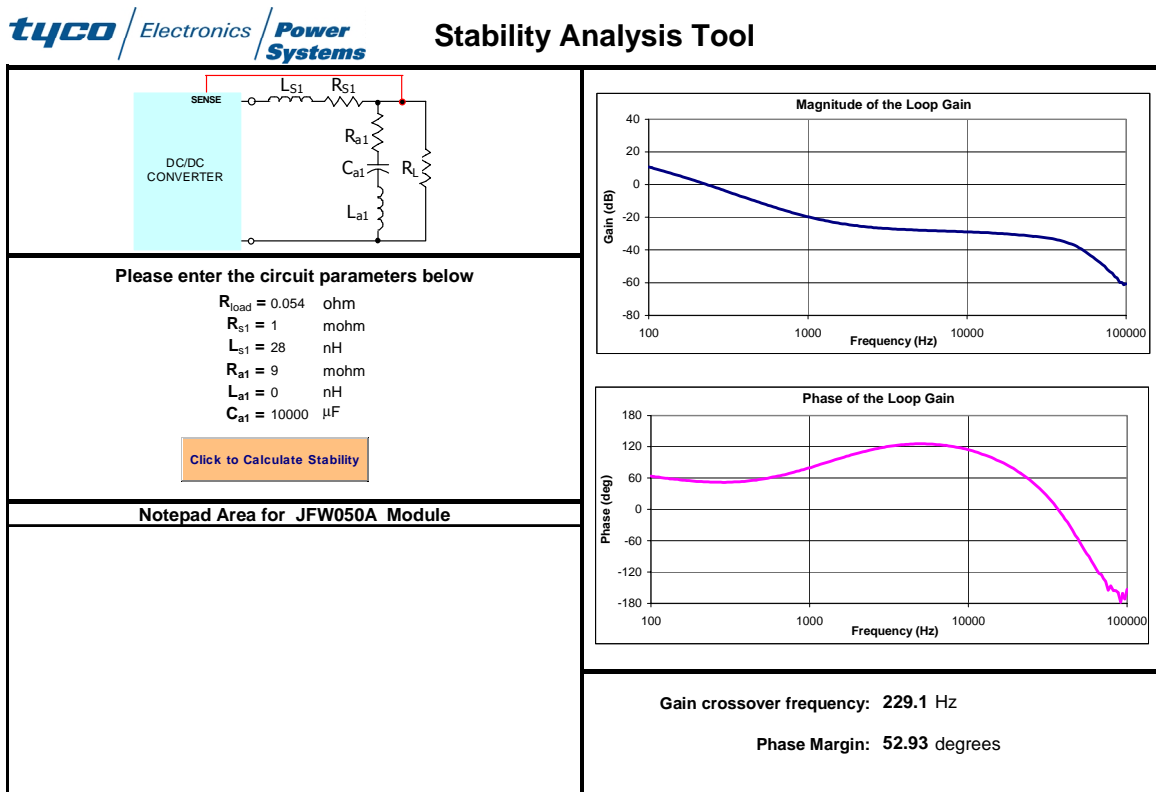 tyco / Electronics / Power Systems
Stability Analysis Tool
SENSE
LS1 RS1
Ra1
DC/DC CONVERTER
Ca1 RL
La1
Please enter the circuit parameters below
Rload = 0.054 ohm
Rs1 = 1 mohm
Ls1 = 28 nH
Ra1 = 9 mohm
La1 = 0 nH
Ca1 = 10000 μF
Click to Calculate Stability
Notepad Area for JFW050A Module
Magnitude of the Loop Gain
Gain (dB)
40
20
0
-20
-40
-60
-80
100 1000 10000 100000
Frequency (Hz)
Phase of the Loop Gain
Phase (deg)
180
120
60
0
-60
-120
-180
100 1000 10000 100000
Frequency (Hz)
Gain crossover frequency: 229.1 Hz
Phase Margin: 52.93 degrees